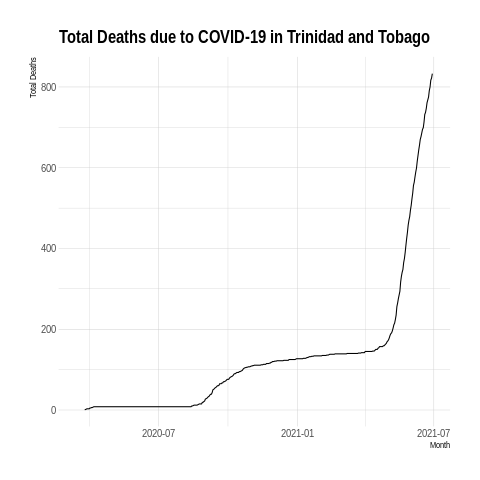 Total Deaths due to COVID-19 in Trinidad and Tobago
Total Deaths
800
600
400
200
0
2020-07
2021-01
2021-07
Month